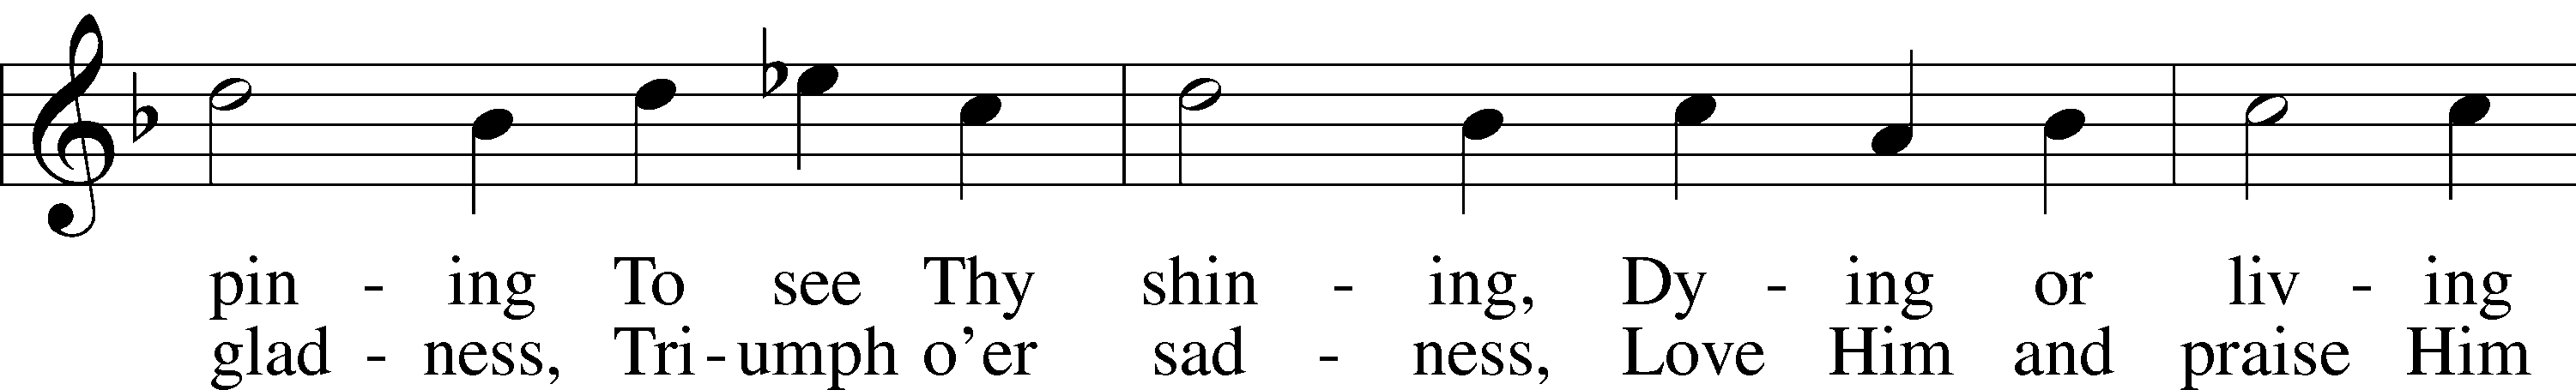 pin - ing To see Thy shin - ing, Dy - ing or liv - ing
glad - ness, Tri - umph o’er sad - ness, Love Him and praise Him